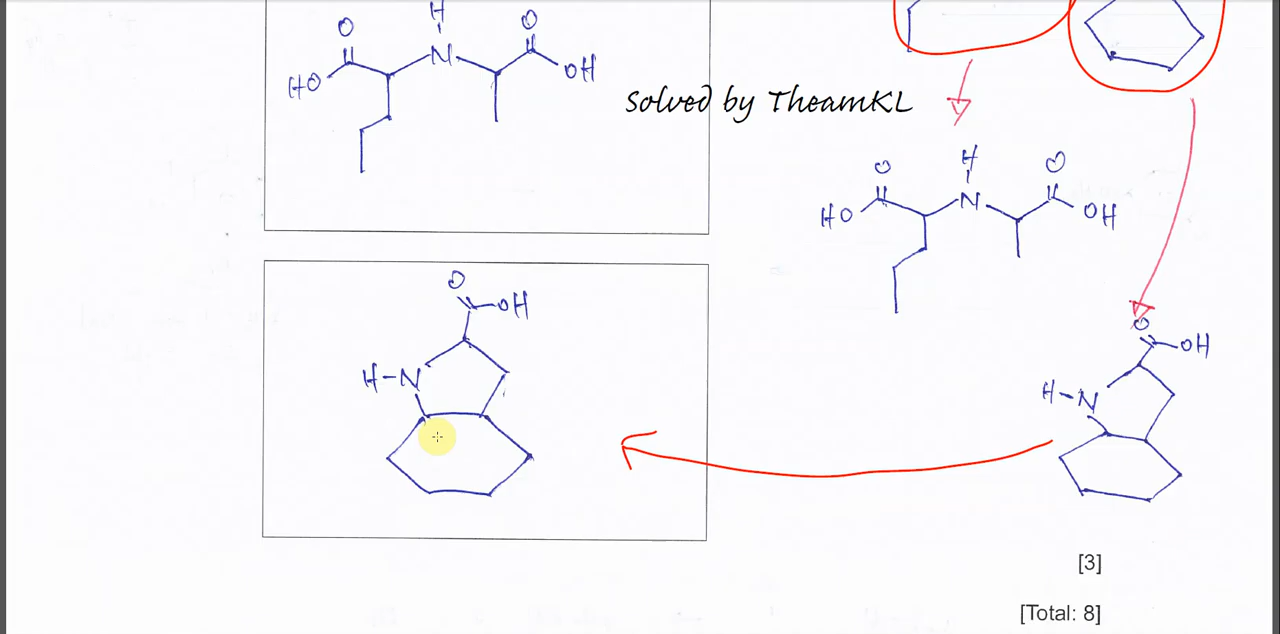 H
O
N
O
HO
OH
Solved by TheamKL
H
O
O
HO
N
OH
O
OH
H-N
O
OH
H-N
[3]
[Total: 8]